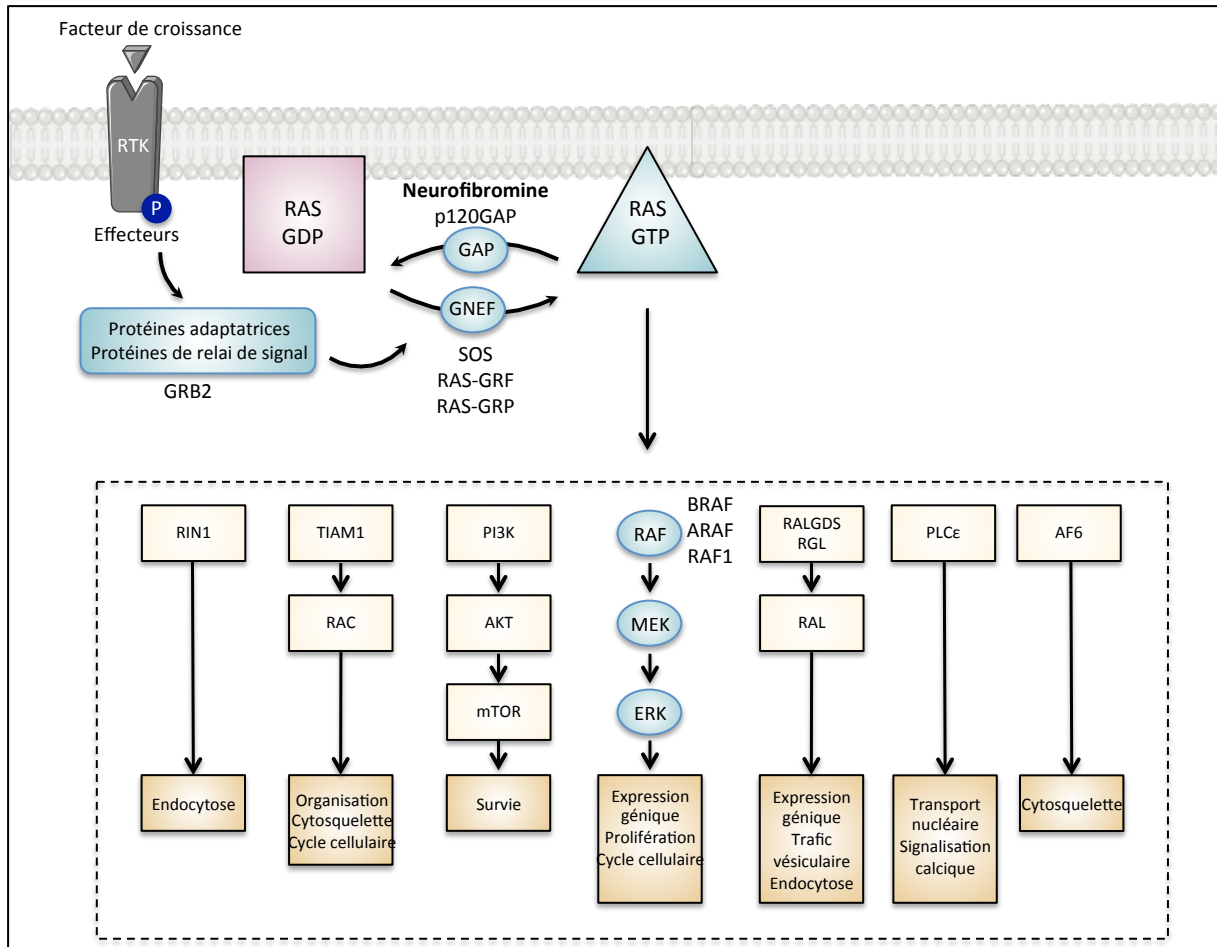 Facteur de croissance
RTK
P
Effecteurs
RAS
GDP
Neurofibromine
p120GAP
GAP
GNEF
SOS
RAS-GRF
RAS-GRP
RAS
GTP
Protéines adaptatrices
Protéines de relai de signal
GRB2
RIN1
Endocytose
TIAM1
RAC
Organisation
Cytosquelette
Cycle cellulaire
PI3K
AKT
mTOR
Survie
RAF
BRAF
ARAF
RAF1
MEK
ERK
Expression
génique
Prolifération
Cycle cellulaire
RALGDS
RGL
RAL
Expression
génique
Trafic
vésiculaire
Endocytose
PLCε
Transport
nucléaire
Signalisation
calcique
AF6
Cytosquelette